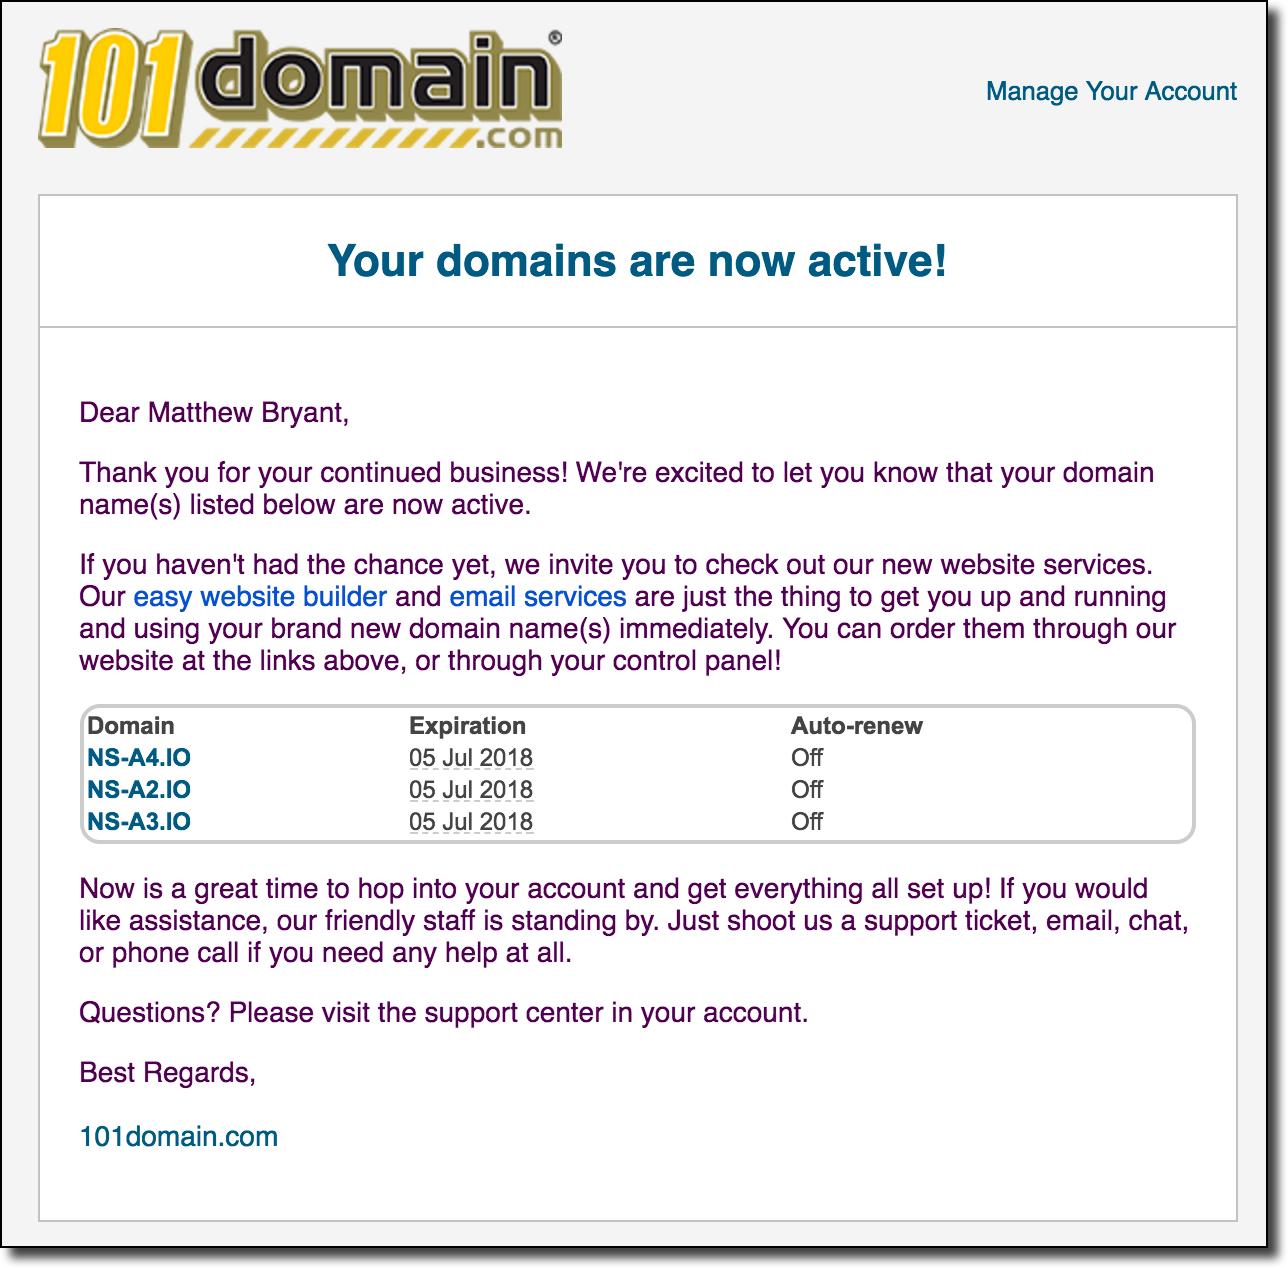 101domain®
.com
Manage Your Account
Your domains are now active!
Dear Matthew Bryant,
Thank you for your continued business! We're excited to let you know that your domain
name(s) listed below are now active.
If you haven't had the chance yet, we invite you to check out our new website services.
Our easy website builder and email services are just the thing to get you up and running
and using your brand new domain name(s) immediately. You can order them through our
website at the links above, or through your control panel!
Domain Expiration Auto-renew
NS-A4.IO 05 Jul 2018 Off
NS-A2.IO 05 Jul 2018 Off
NS-A3.IO 05 Jul 2018 Off
Now is a great time to hop into your account and get everything all set up! If you would
like assistance, our friendly staff is standing by. Just shoot us a support ticket, email, chat,
or phone call if you need any help at all.
Questions? Please visit the support center in your account.
Best Regards,
101domain.com